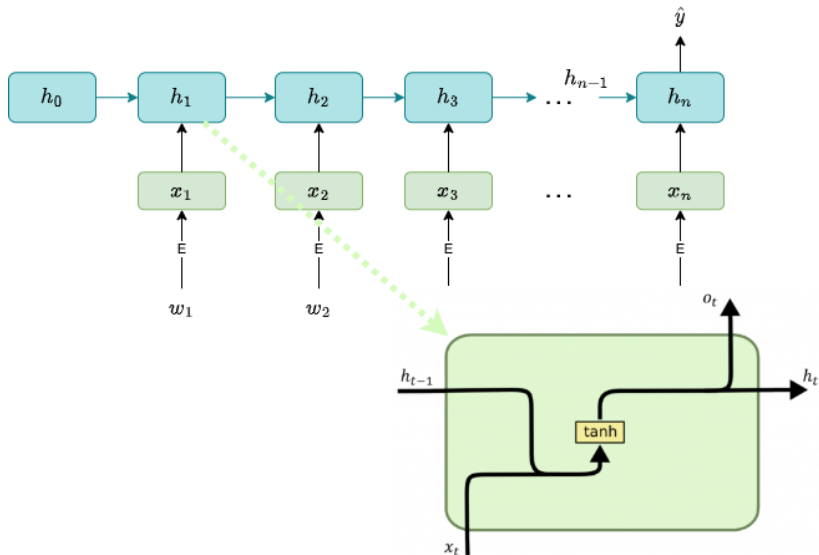 ŷ
h₀ h₁ h₂ h₃ ... hₙ₋₁ hₙ
x₁ x₂ x₃ ... xₙ
E E E E
w₁ w₂
oₜ
hₜ₋₁ hₜ
tanh
xₜ